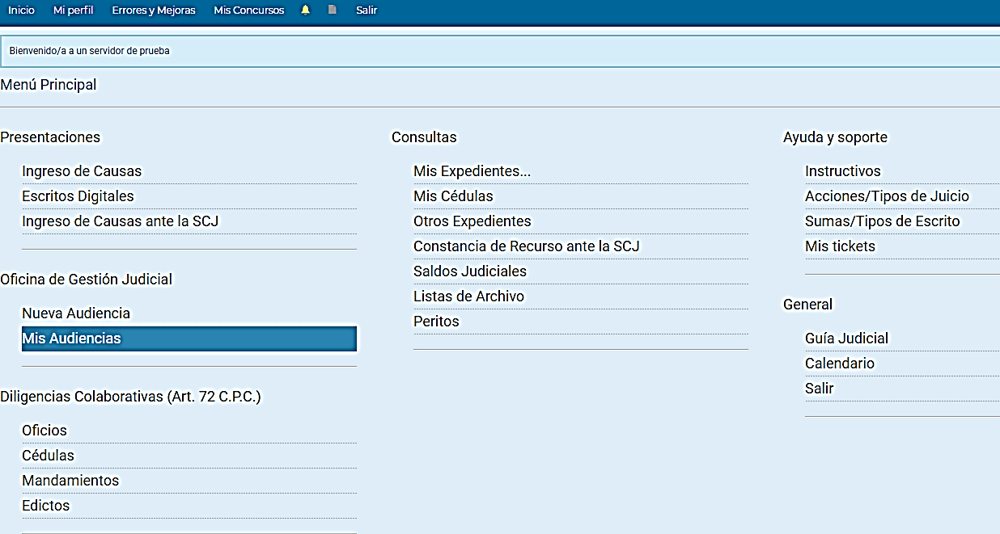 Inicio Mi perfil Errores y Mejoras Mis Concursos Salir
Bienvenido/a a un servidor de prueba
Menú Principal
Presentaciones
Ingreso de Causas
Escritos Digitales
Ingreso de Causas ante la SCJ
Oficina de Gestión Judicial
Nueva Audiencia
Mis Audiencias
Diligencias Colaborativas (Art. 72 C.P.C.)
Oficios
Cédulas
Mandamientos
Edictos
Consultas
Mis Expedientes...
Mis Cédulas
Otros Expedientes
Constancia de Recurso ante la SCJ
Saldos Judiciales
Listas de Archivo
Peritos
Ayuda y soporte
Instructivos
Acciones/Tipos de Juicio
Sumas/Tipos de Escrito
Mis tickets
General
Guía Judicial
Calendario
Salir